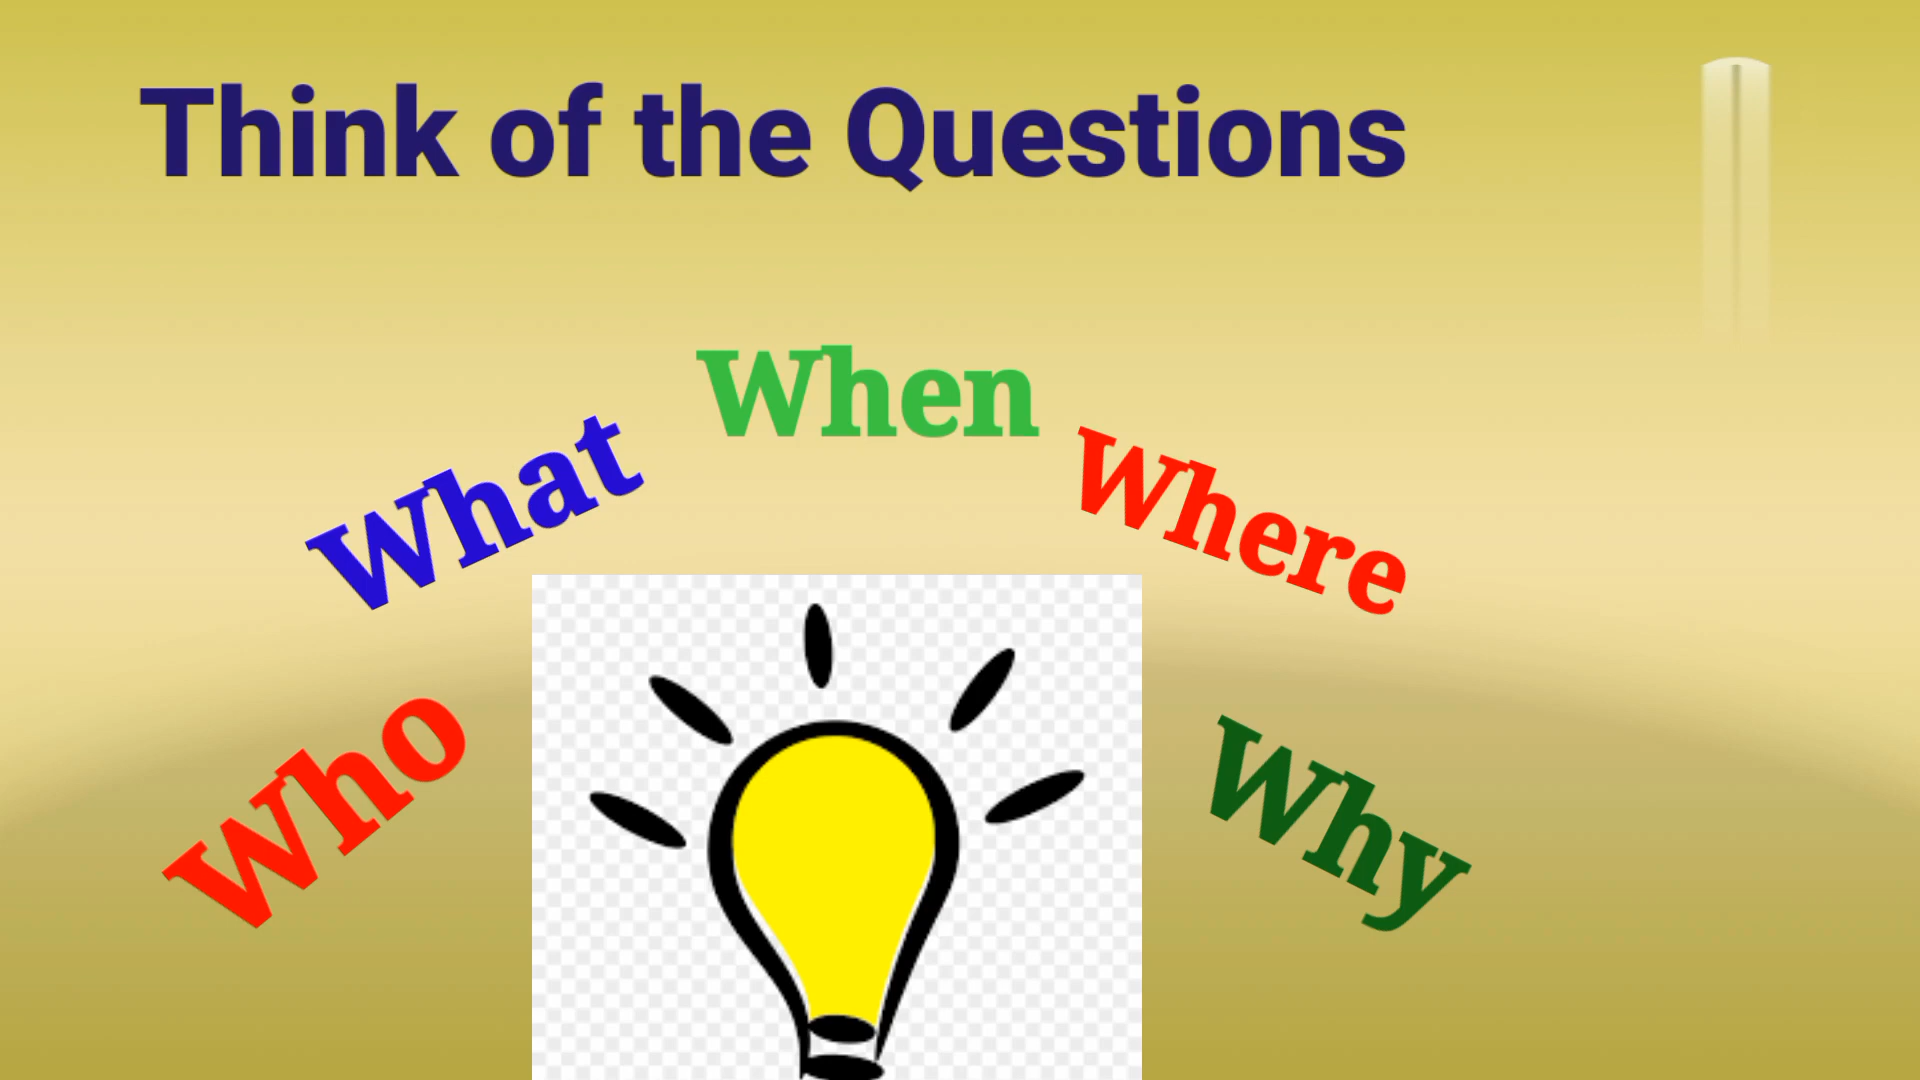 Think of the Questions
Who
What
When
Where
Why